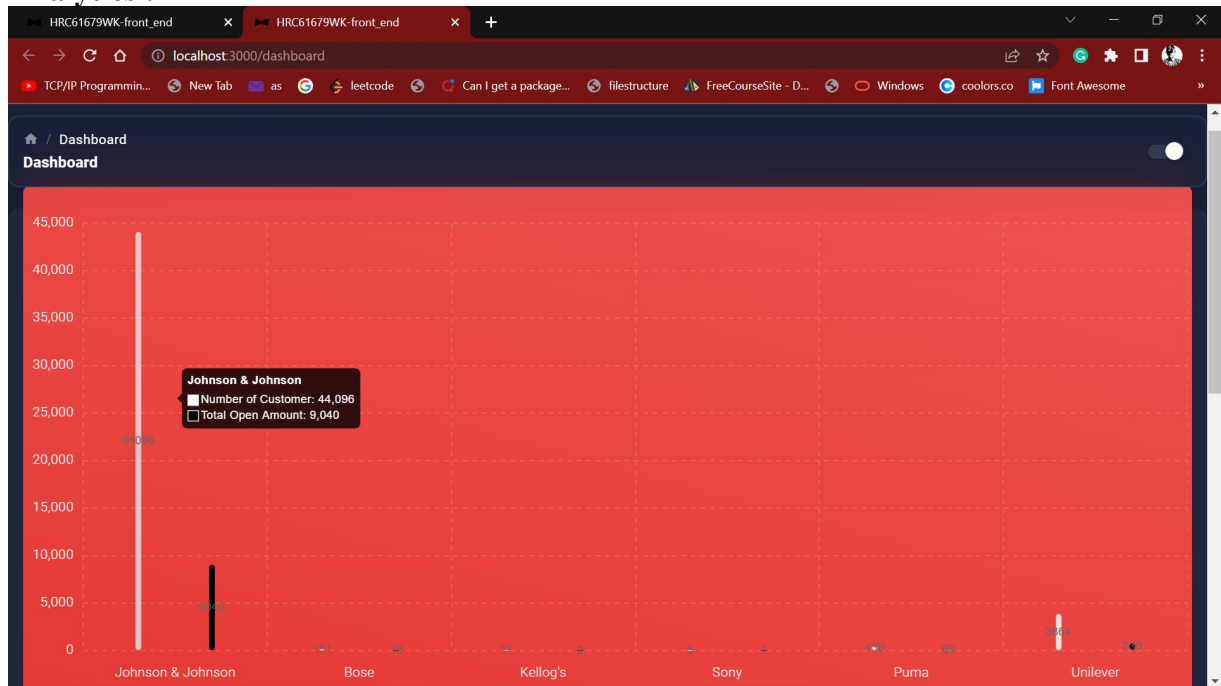 HRC61679WK-front_end
HRC61679WK-front_end
localhost:3000/dashboard
TCP/IP Programmin...
New Tab
as
leetcode
Can I get a package...
filestructure
FreeCourseSite - D...
Windows
coolors.co
Font Awesome
»
/ Dashboard
Dashboard
45,000
40,000
35,000
30,000
25,000
20,000
15,000
10,000
5,000
0
Johnson & Johnson
Number of Customer: 44,096
Total Open Amount: 9,040
44096
3864
Johnson & Johnson
Bose
Kellog's
Sony
Puma
Unilever